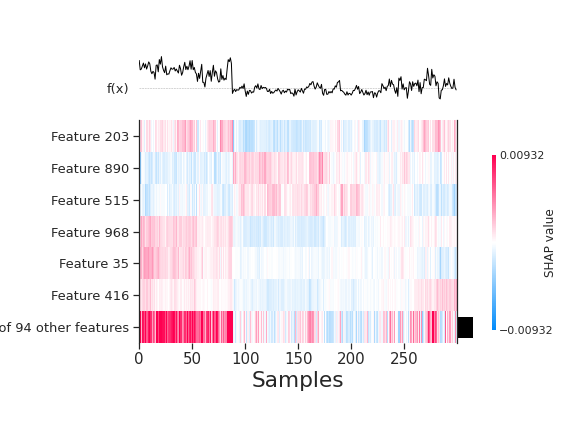 f(x)
Feature 203
Feature 890
Feature 515
Feature 968
Feature 35
Feature 416
of 94 other features
0
50
100
150
200
250
Samples
0.00932
−0.00932
SHAP value